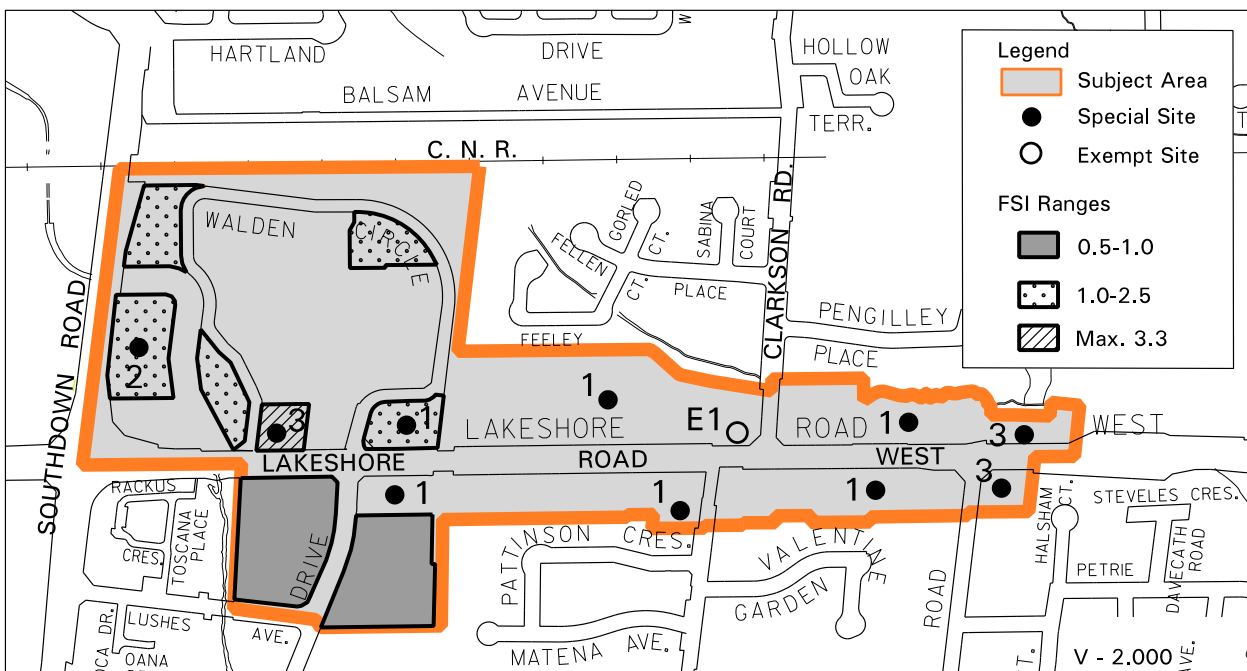 HARTLAND DRIVE
BALSAM AVENUE
W
HOLLOW
OAK
TERR.
C. N. R.
Legend
Subject Area
Special Site
Exempt Site
FSI Ranges
0.5-1.0
1.0-2.5
Max. 3.3
WALDEN
CIRCLE
GORLED
CT.
SABINA
COURT
FELLEN
CT.
PLACE
FEELEY
CLARKSON RD.
PENGILLEY
PLACE
SOUTHDOWN ROAD
2
3
1
1
E1
1
3
LAKESHORE ROAD WEST
LAKESHORE ROAD WEST
1
1
1
3
RACKUS
CRES.
TOSCANA
PLACE
DRIVE
LUSHES
AVE.
OANA
DR.
PATTINSON CRES.
MATENA AVE.
VALENTINE
GARDEN
ROAD
HALSHAM
CT.
STEVELES CRES.
PETRIE
DAVECATH
ROAD
AVE.
T.
V - 2.000